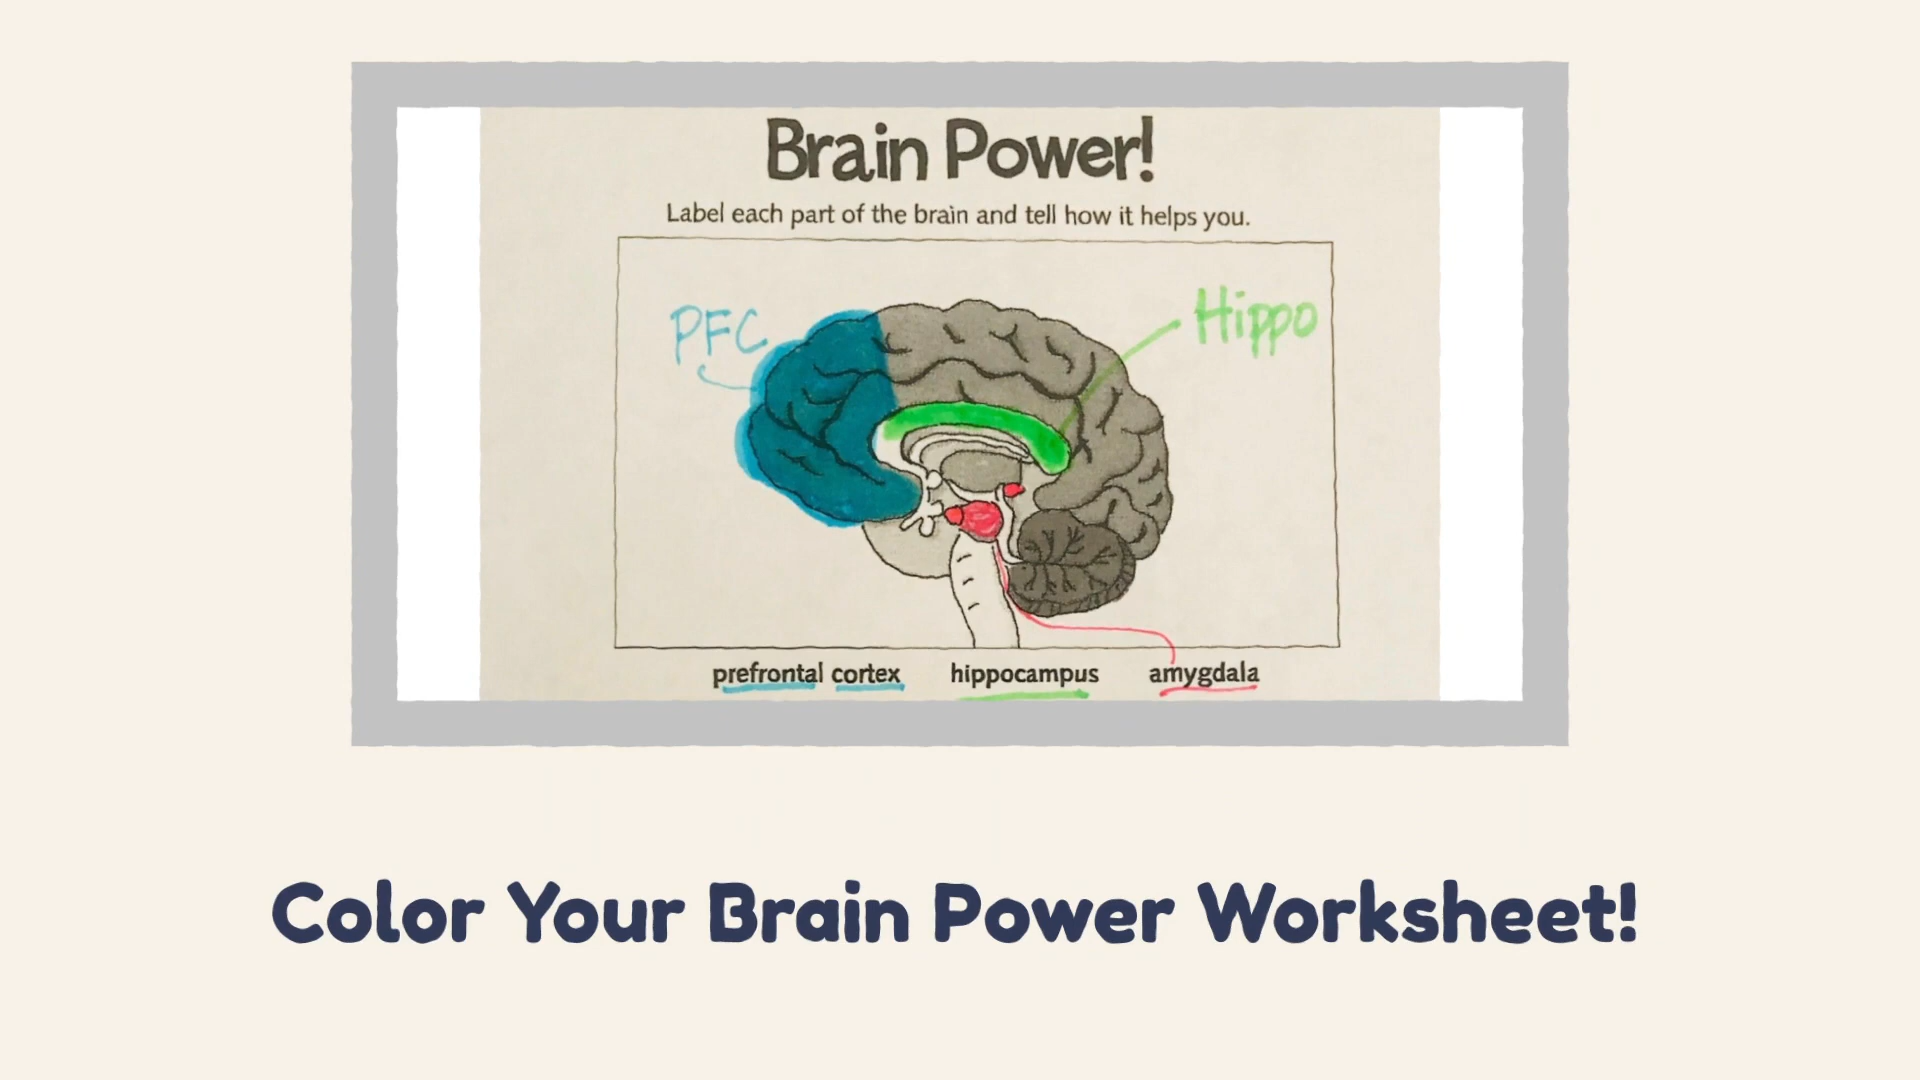 Brain Power!
Label each part of the brain and tell how it helps you.
PFC
Hippo
prefrontal cortex hippocampus amygdala
Color Your Brain Power Worksheet!